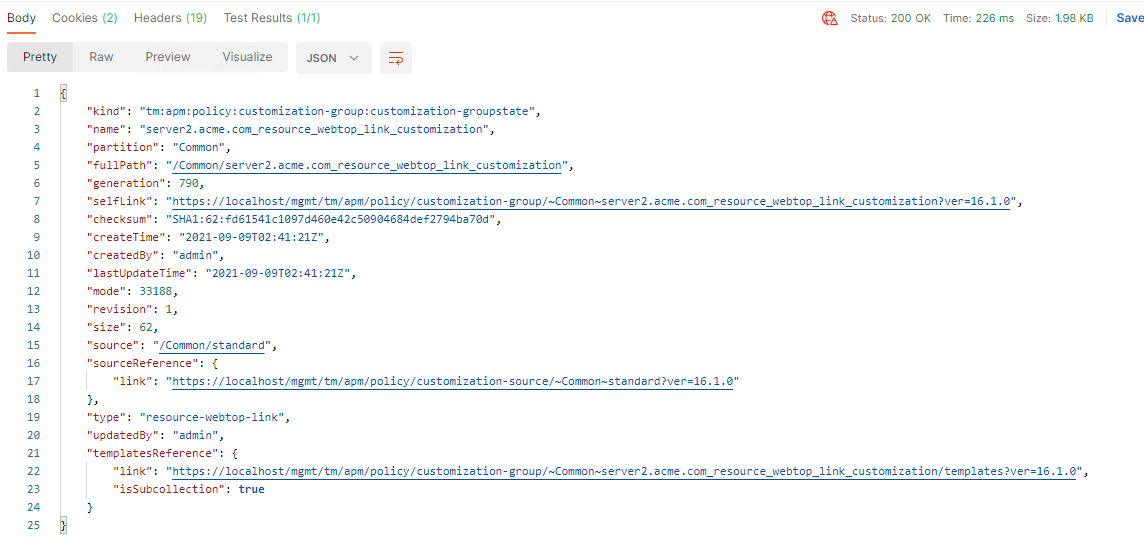 Body Cookies (2) Headers (19) Test Results (1/1) Status: 200 OK Time: 226 ms Size: 1.98 KB Save
Pretty Raw Preview Visualize JSON
1 {
2 "kind": "tm:apm:policy:customization-group:customization-groupstate",
3 "name": "server2.acme.com_resource_webtop_link_customization",
4 "partition": "Common",
5 "fullPath": "/Common/server2.acme.com_resource_webtop_link_customization",
6 "generation": 790,
7 "selfLink": "https://localhost/mgmt/tm/apm/policy/customization-group/~Common~server2.acme.com_resource_webtop_link_customization?ver=16.1.0",
8 "checksum": "SHA1:62:fd61541c1097d460e42c50904684def2794ba70d",
9 "createTime": "2021-09-09T02:41:21Z",
10 "createdBy": "admin",
11 "lastUpdateTime": "2021-09-09T02:41:21Z",
12 "mode": 33188,
13 "revision": 1,
14 "size": 62,
15 "source": "/Common/standard",
16 "sourceReference": {
17 "link": "https://localhost/mgmt/tm/apm/policy/customization-source/~Common~standard?ver=16.1.0"
18 },
19 "type": "resource-webtop-link",
20 "updatedBy": "admin",
21 "templatesReference": {
22 "link": "https://localhost/mgmt/tm/apm/policy/customization-group/~Common~server2.acme.com_resource_webtop_link_customization/templates?ver=16.1.0",
23 "isSubcollection": true
24 }
25 }